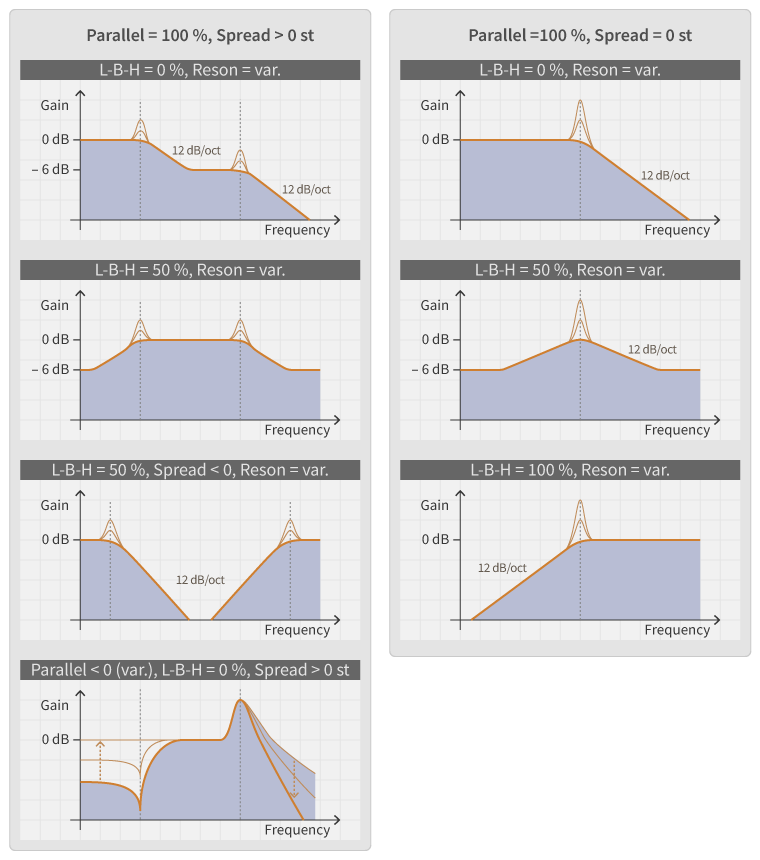 Parallel = 100 %, Spread > 0 st
L-B-H = 0 %, Reson = var.
Gain
0 dB
12 dB/oct
– 6 dB
12 dB/oct
Frequency
L-B-H = 50 %, Reson = var.
Gain
0 dB
– 6 dB
Frequency
L-B-H = 50 %, Spread < 0, Reson = var.
Gain
0 dB
12 dB/oct
Frequency
Parallel < 0 (var.), L-B-H = 0 %, Spread > 0 st
Gain
0 dB
Frequency
Parallel =100 %, Spread = 0 st
L-B-H = 0 %, Reson = var.
Gain
0 dB
12 dB/oct
Frequency
L-B-H = 50 %, Reson = var.
Gain
0 dB
12 dB/oct
– 6 dB
Frequency
L-B-H = 100 %, Reson = var.
Gain
0 dB
12 dB/oct
Frequency